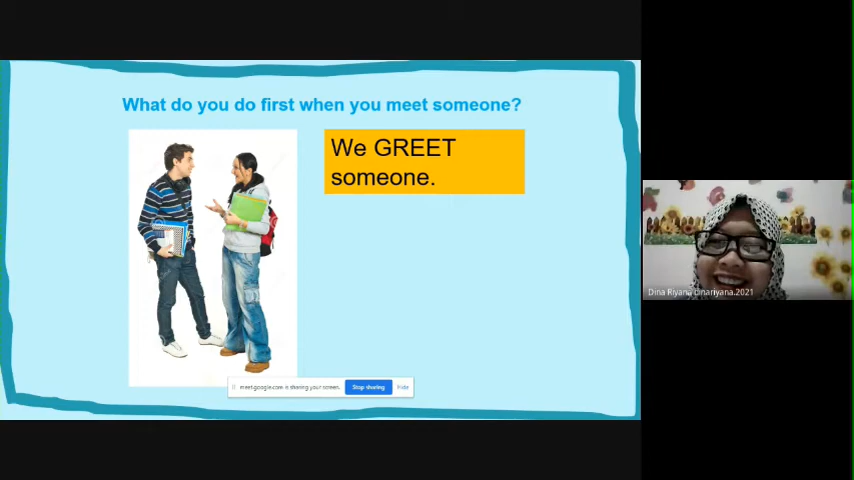 What do you do first when you meet someone?
We GREET
someone.
meet.google.com is sharing your screen.
Stop sharing
Hide
Dina Riyana dinariyana.2021